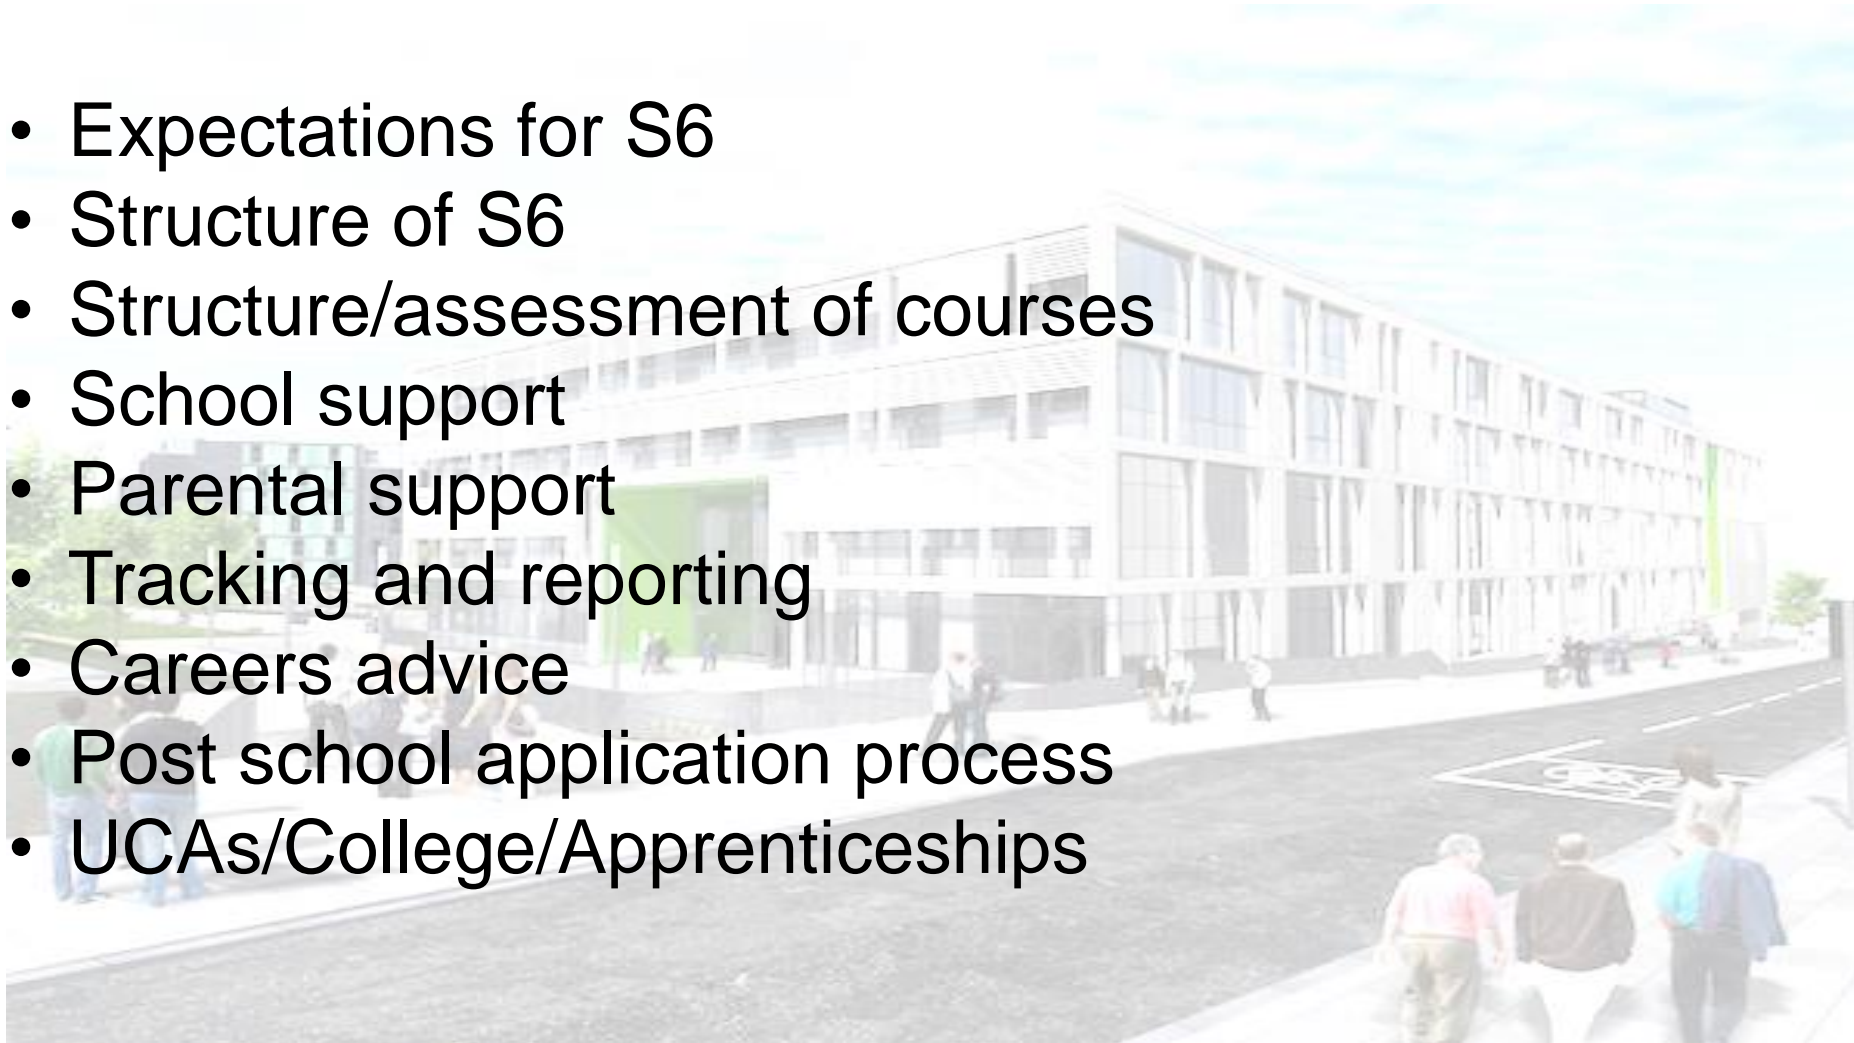 • Expectations for S6
• Structure of S6
• Structure/assessment of courses
• School support
• Parental support
• Tracking and reporting
• Careers advice
• Post school application process
• UCAs/College/Apprenticeships